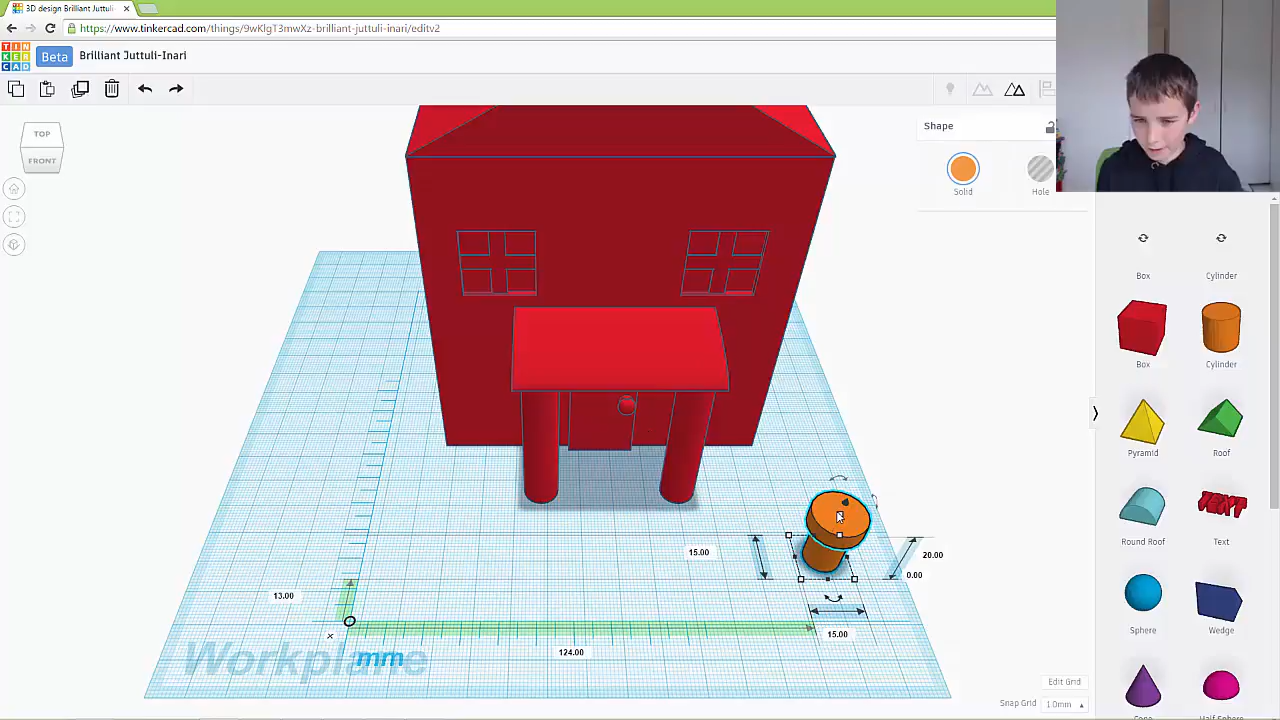 3D design Brilliant Juttuli-
https://www.tinkercad.com/things/9wKlgT3mwXz-brilliant-juttuli-inari/editv2
TIN
KER
CAD
Beta
Brilliant Juttuli-Inari
TOP
FRONT
Shape
Solid
Hole
Box
Cylinder
Box
Cylinder
Pyramid
Roof
TEXT
Round Roof
Text
Sphere
Wedge
Cone
Half Sphere
15.00
20.00
0.00
13.00
15.00
124.00
Workplane
mm
Edit Grid
Snap Grid
1.0mm